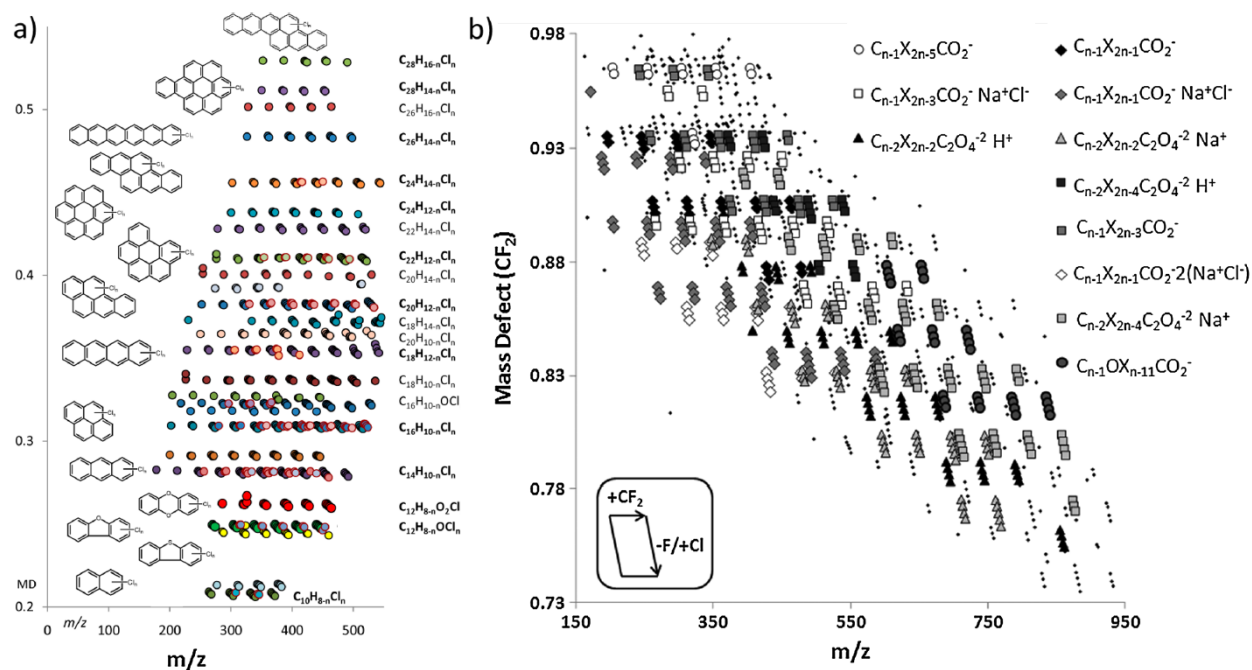 a)
C₂₈H₁₆₋ₙClₙ
C₂₈H₁₄₋ₙClₙ
C₂₆H₁₆₋ₙClₙ
C₂₆H₁₄₋ₙClₙ
C₂₄H₁₄₋ₙClₙ
C₂₄H₁₂₋ₙClₙ
C₂₂H₁₄₋ₙClₙ
C₂₂H₁₂₋ₙClₙ
C₂₀H₁₄₋ₙClₙ
C₂₀H₁₂₋ₙClₙ
C₁₈H₁₄₋ₙClₙ
C₂₀H₁₀₋ₙClₙ
C₁₈H₁₂₋ₙClₙ
C₁₈H₁₀₋ₙClₙ
C₁₆H₁₀₋ₙOCl
C₁₆H₁₀₋ₙClₙ
C₁₄H₁₀₋ₙClₙ
C₁₂H₈₋ₙO₂Cl
C₁₂H₈₋ₙOClₙ
C₁₀H₈₋ₙClₙ
0.5
0.4
0.3
MD
0.2
0 m/z 100 200 300 400 500
m/z
b)
Mass Defect (CF₂)
0.98
0.93
0.88
0.83
0.78
0.73
150 350 550 750 950
m/z
Cₙ₋₁X₂ₙ₋₅CO₂⁻
Cₙ₋₁X₂ₙ₋₃CO₂⁻ Na⁺Cl⁻
Cₙ₋₂X₂ₙ₋₂C₂O₄⁻² H⁺
Cₙ₋₁X₂ₙ₋₁CO₂⁻
Cₙ₋₁X₂ₙ₋₁CO₂⁻ Na⁺Cl⁻
Cₙ₋₂X₂ₙ₋₂C₂O₄⁻² Na⁺
Cₙ₋₂X₂ₙ₋₄C₂O₄⁻² H⁺
Cₙ₋₁X₂ₙ₋₃CO₂⁻
Cₙ₋₁X₂ₙ₋₁CO₂⁻2(Na⁺Cl⁻)
Cₙ₋₂X₂ₙ₋₄C₂O₄⁻² Na⁺
Cₙ₋₁OXₙ₋₁₁CO₂⁻
+CF₂
-F/+Cl